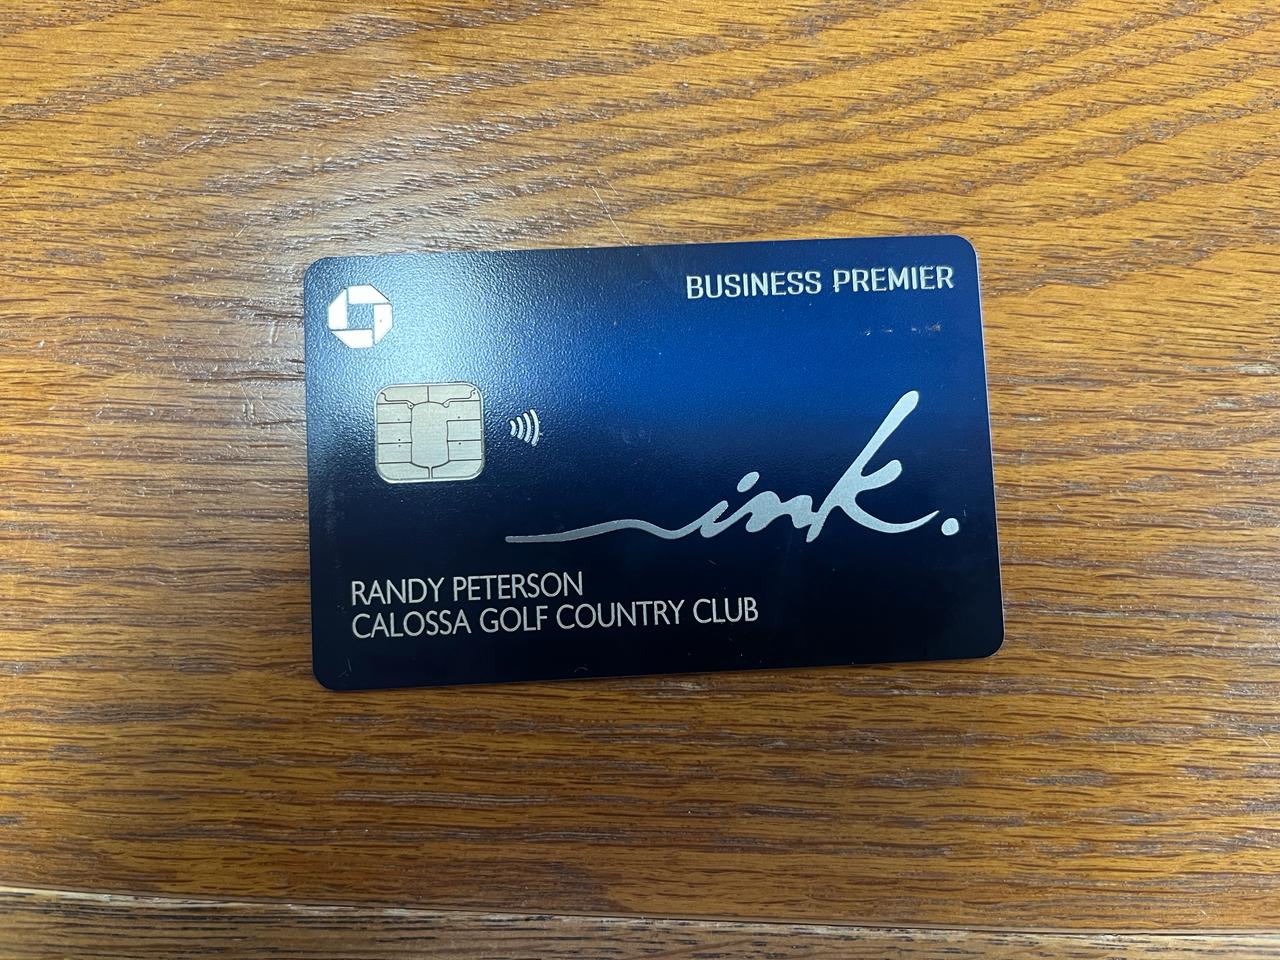 BUSINESS PREMIER
ink.
RANDY PETERSON
CALOSSA GOLF COUNTRY CLUB